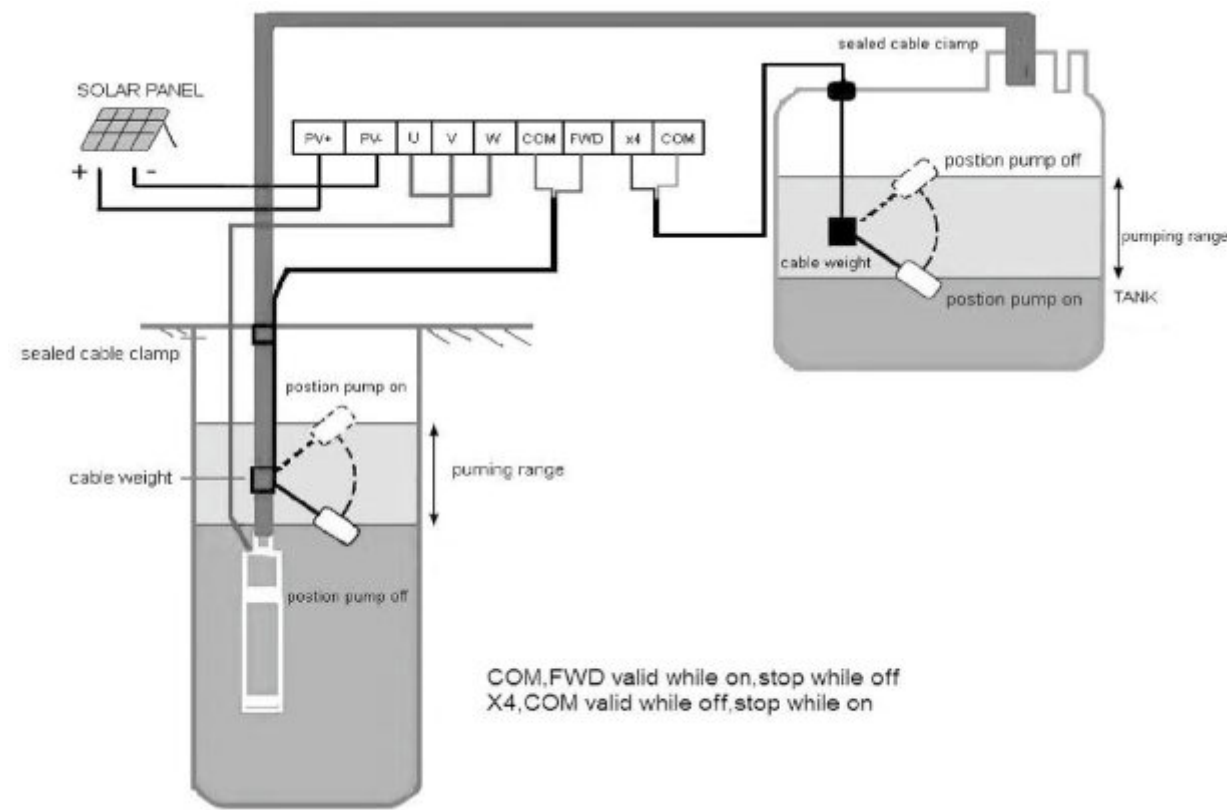 sealed cable clamp
SOLAR PANEL
+ -
PV+ PV- U V W COM FWD x4 COM
postion pump off
pumping range
cable weight
postion pump on
TANK
sealed cable clamp
postion pump on
cable weight
puming range
postion pump off
COM,FWD valid while on,stop while off
X4,COM valid while off,stop while on